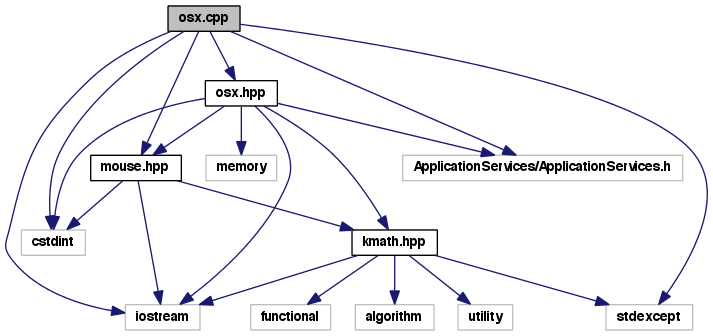 osx.cpp
osx.hpp
mouse.hpp
memory
ApplicationServices/ApplicationServices.h
cstdint
kmath.hpp
iostream
functional
algorithm
utility
stdexcept